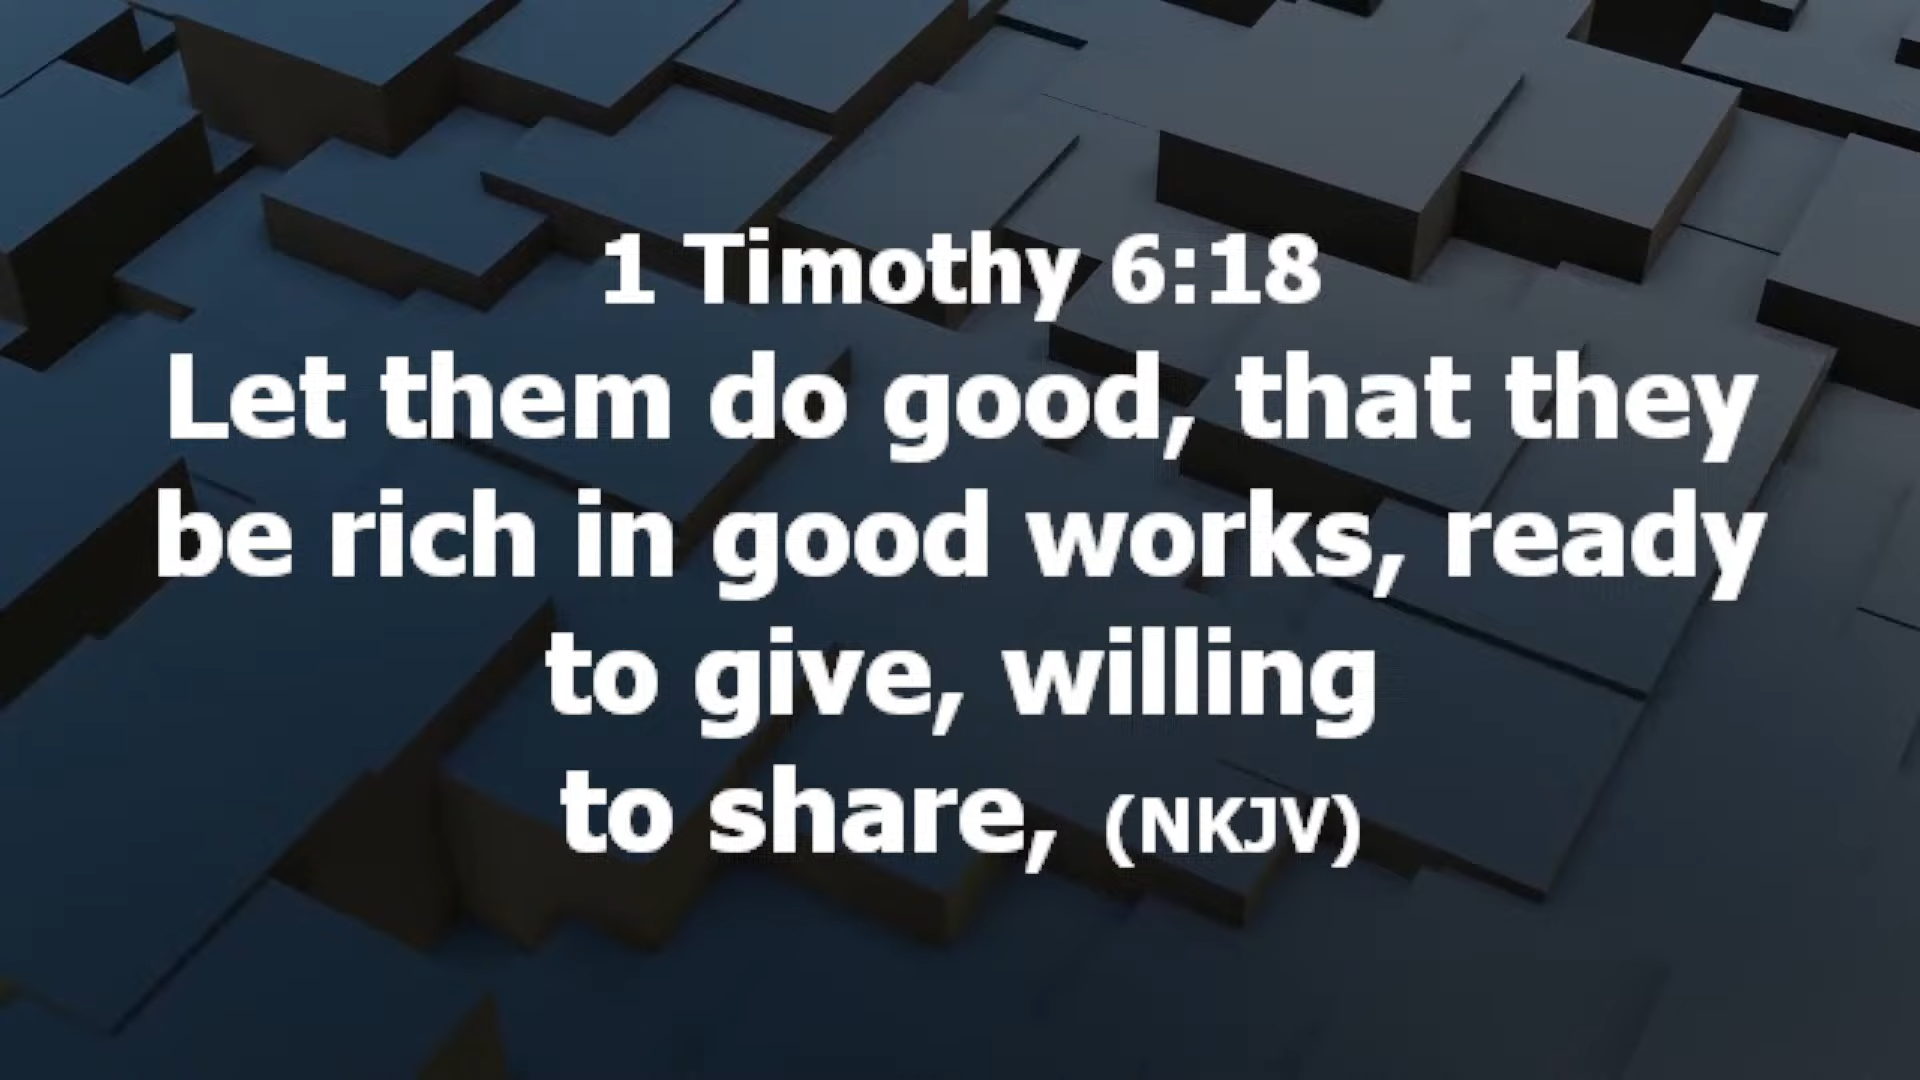 1 Timothy 6:18
Let them do good, that they
be rich in good works, ready
to give, willing
to share, (NKJV)